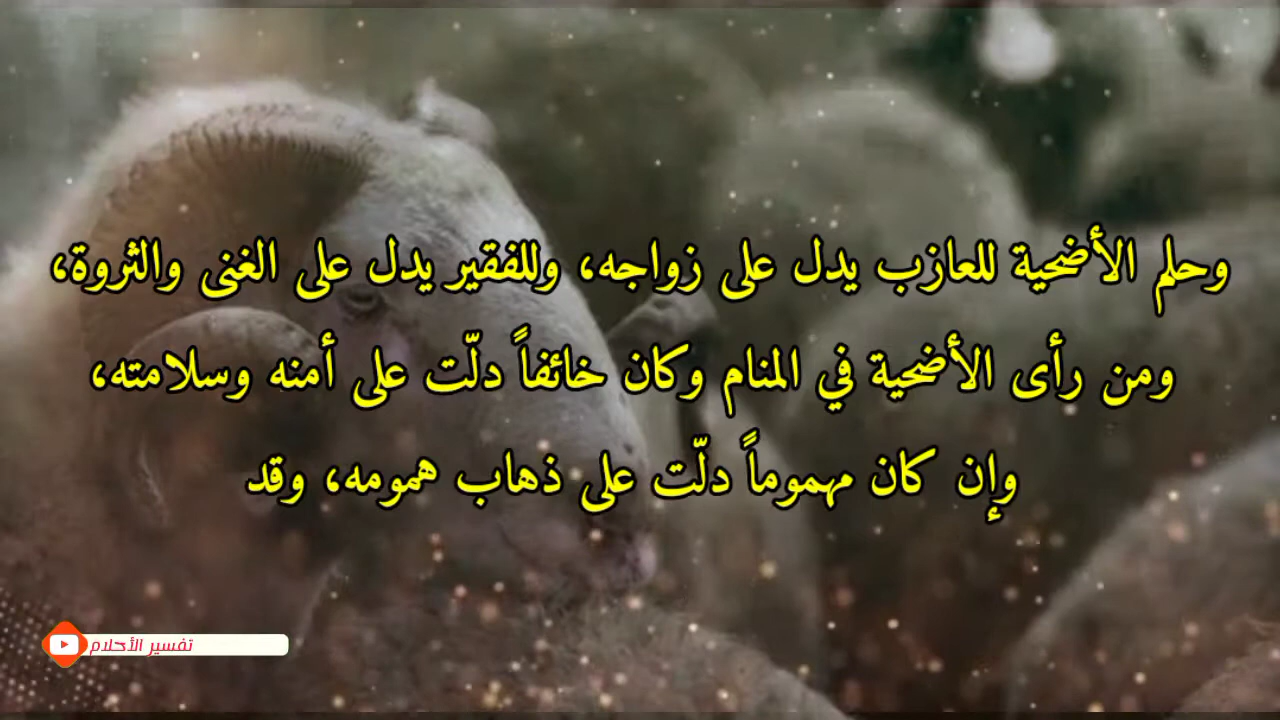 وحلم الأضحية للعازب يدل على زواجه، وللفقير يدل على الغنى والثروة،
ومن رأى الأضحية في المنام وكان خائفاً دلّت على أمنه وسلامته،
وإن كان مهموماً دلّت على ذهاب همومه، وقد
تفسير الأحلام